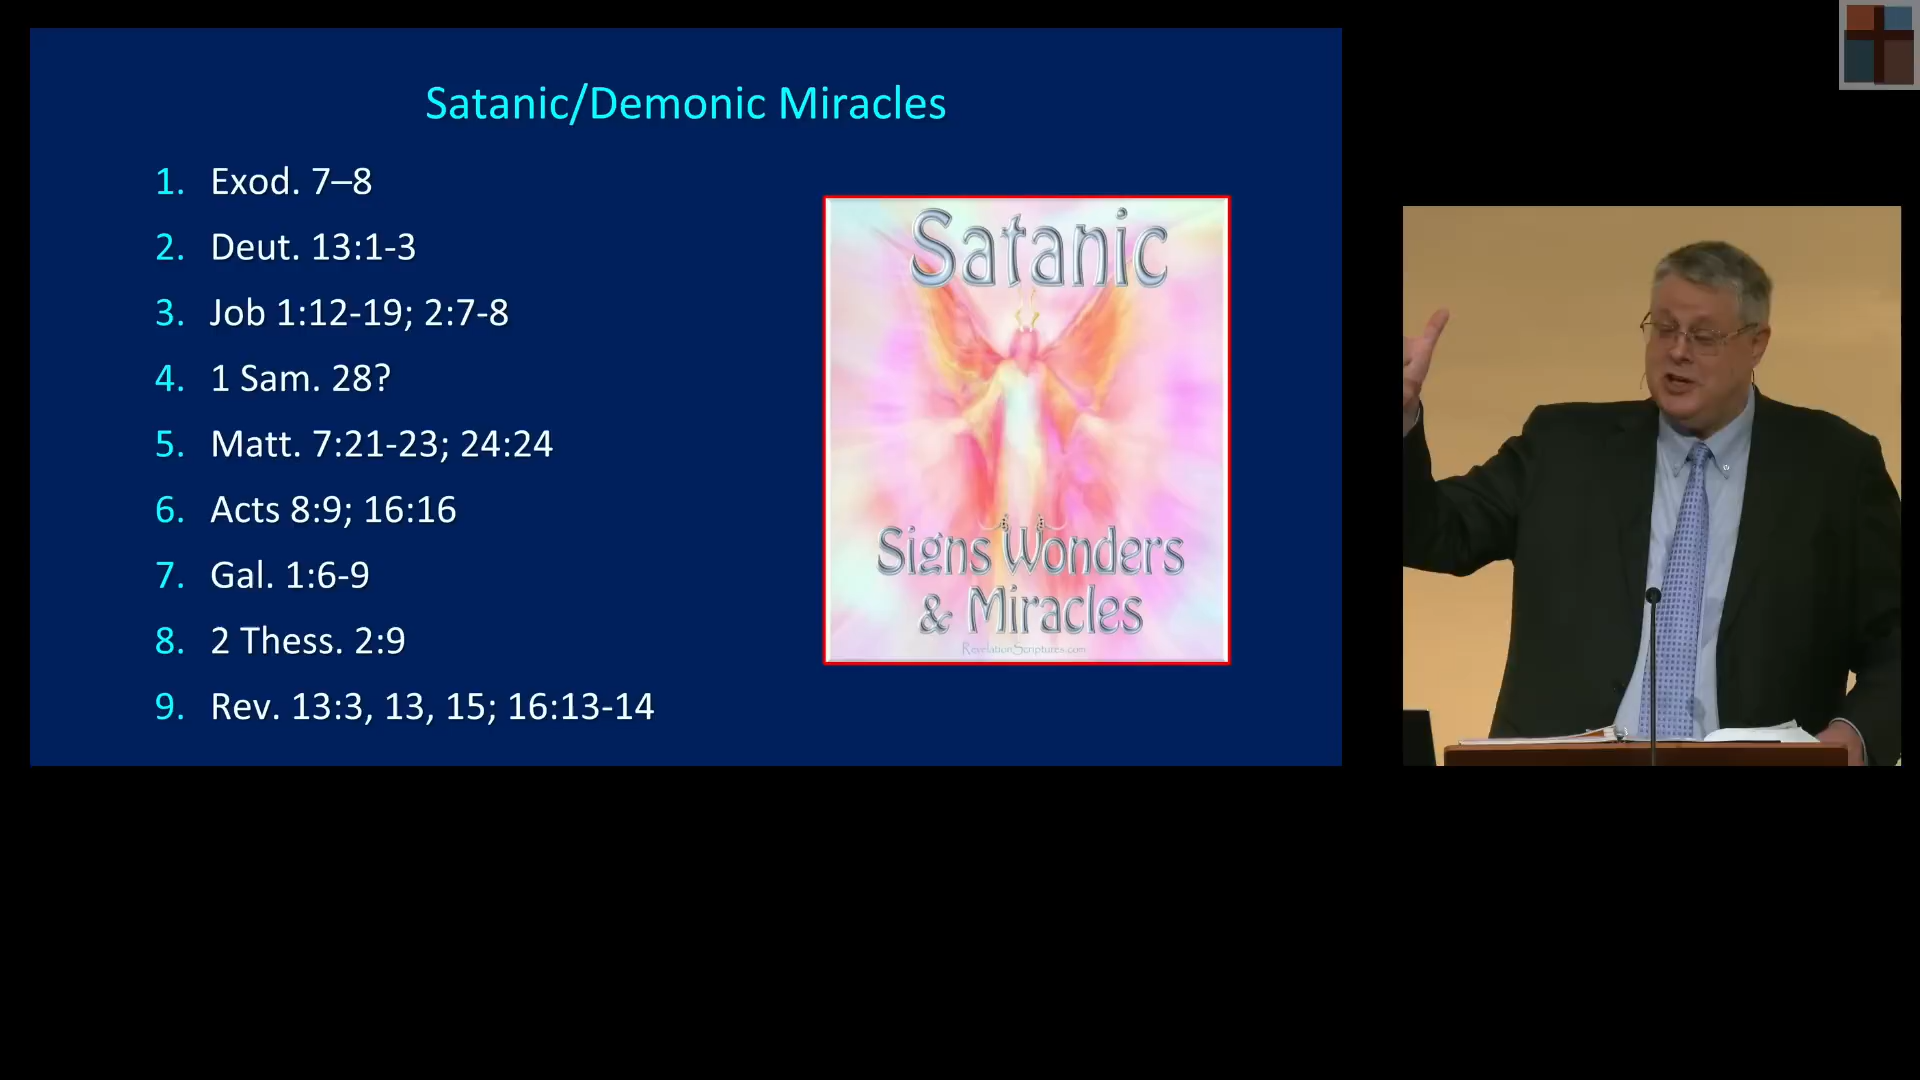 Satanic/Demonic Miracles
1. Exod. 7–8
2. Deut. 13:1-3
3. Job 1:12-19; 2:7-8
4. 1 Sam. 28?
5. Matt. 7:21-23; 24:24
6. Acts 8:9; 16:16
7. Gal. 1:6-9
8. 2 Thess. 2:9
9. Rev. 13:3, 13, 15; 16:13-14
Satanic
Signs Wonders
& Miracles
RevelationScriptures.com